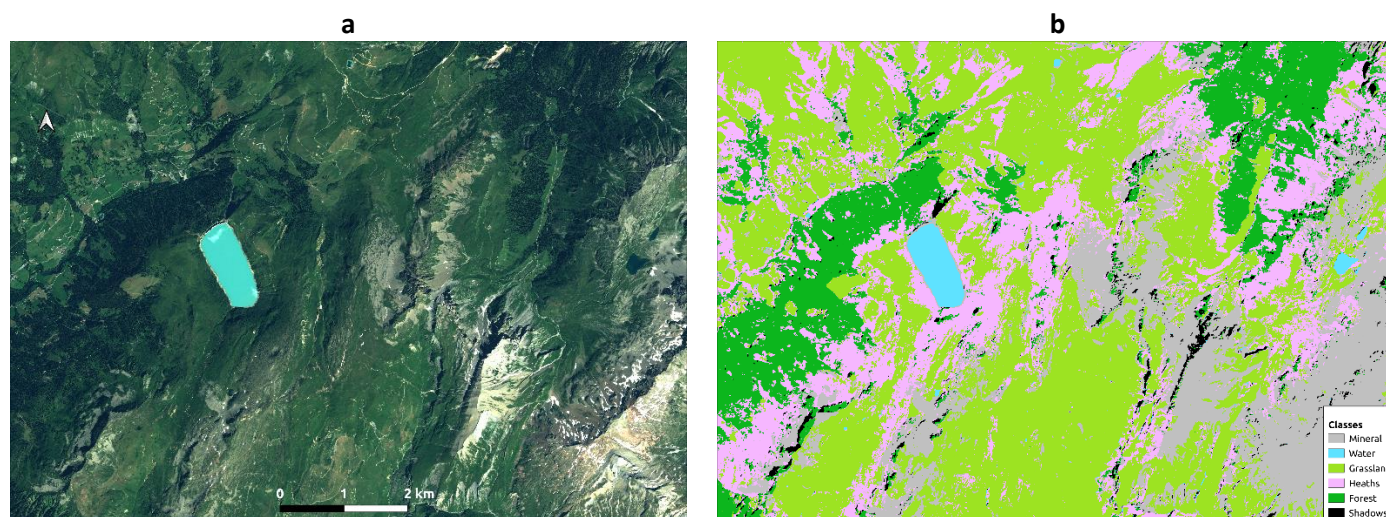 a
b
0 1 2 km
Classes
Mineral
Water
Grasslan
Heaths
Forest
Shadows